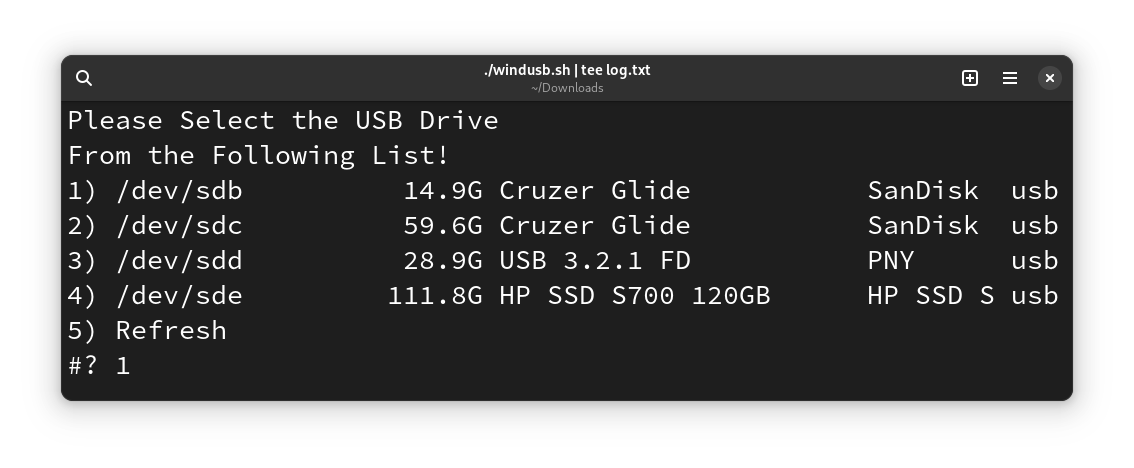 ./windusb.sh | tee log.txt
~/Downloads
Please Select the USB Drive
From the Following List!
1) /dev/sdb          14.9G Cruzer Glide           SanDisk  usb
2) /dev/sdc          59.6G Cruzer Glide           SanDisk  usb
3) /dev/sdd          28.9G USB 3.2.1 FD           PNY      usb
4) /dev/sde         111.8G HP SSD S700 120GB      HP SSD S usb
5) Refresh
#? 1